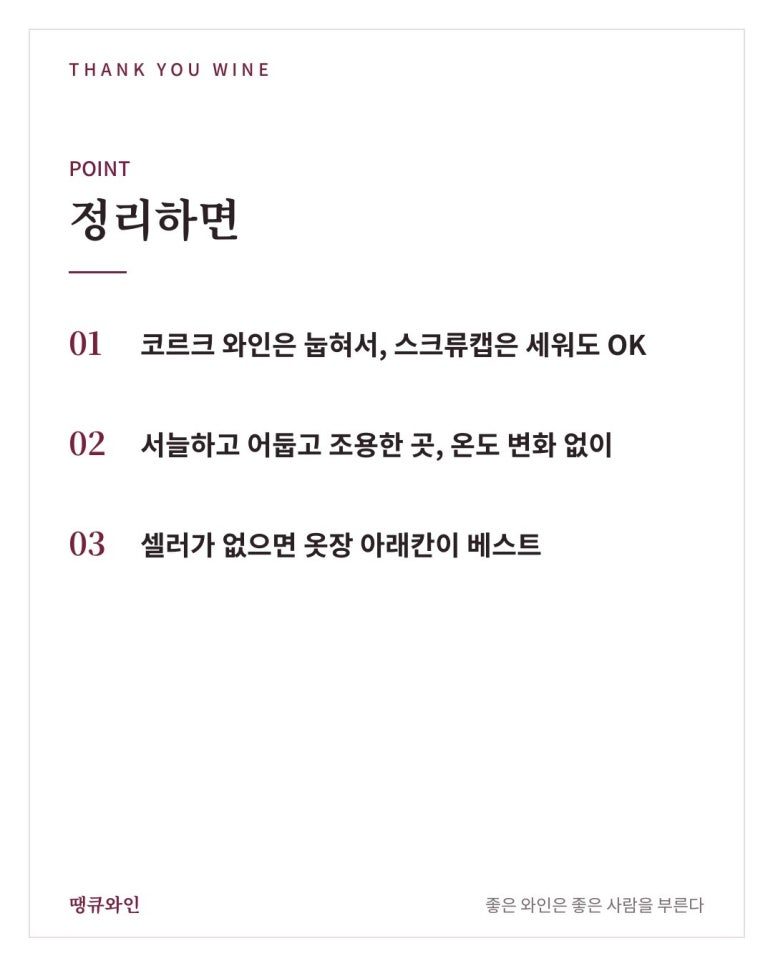 THANK YOU WINE
POINT
정리하면
01 코르크 와인은 눕혀서, 스크류캡은 세워도 OK
02 서늘하고 어둡고 조용한 곳, 온도 변화 없이
03 셀러가 없으면 옷장 아래칸이 베스트
땡큐와인 좋은 와인은 좋은 사람을 부른다